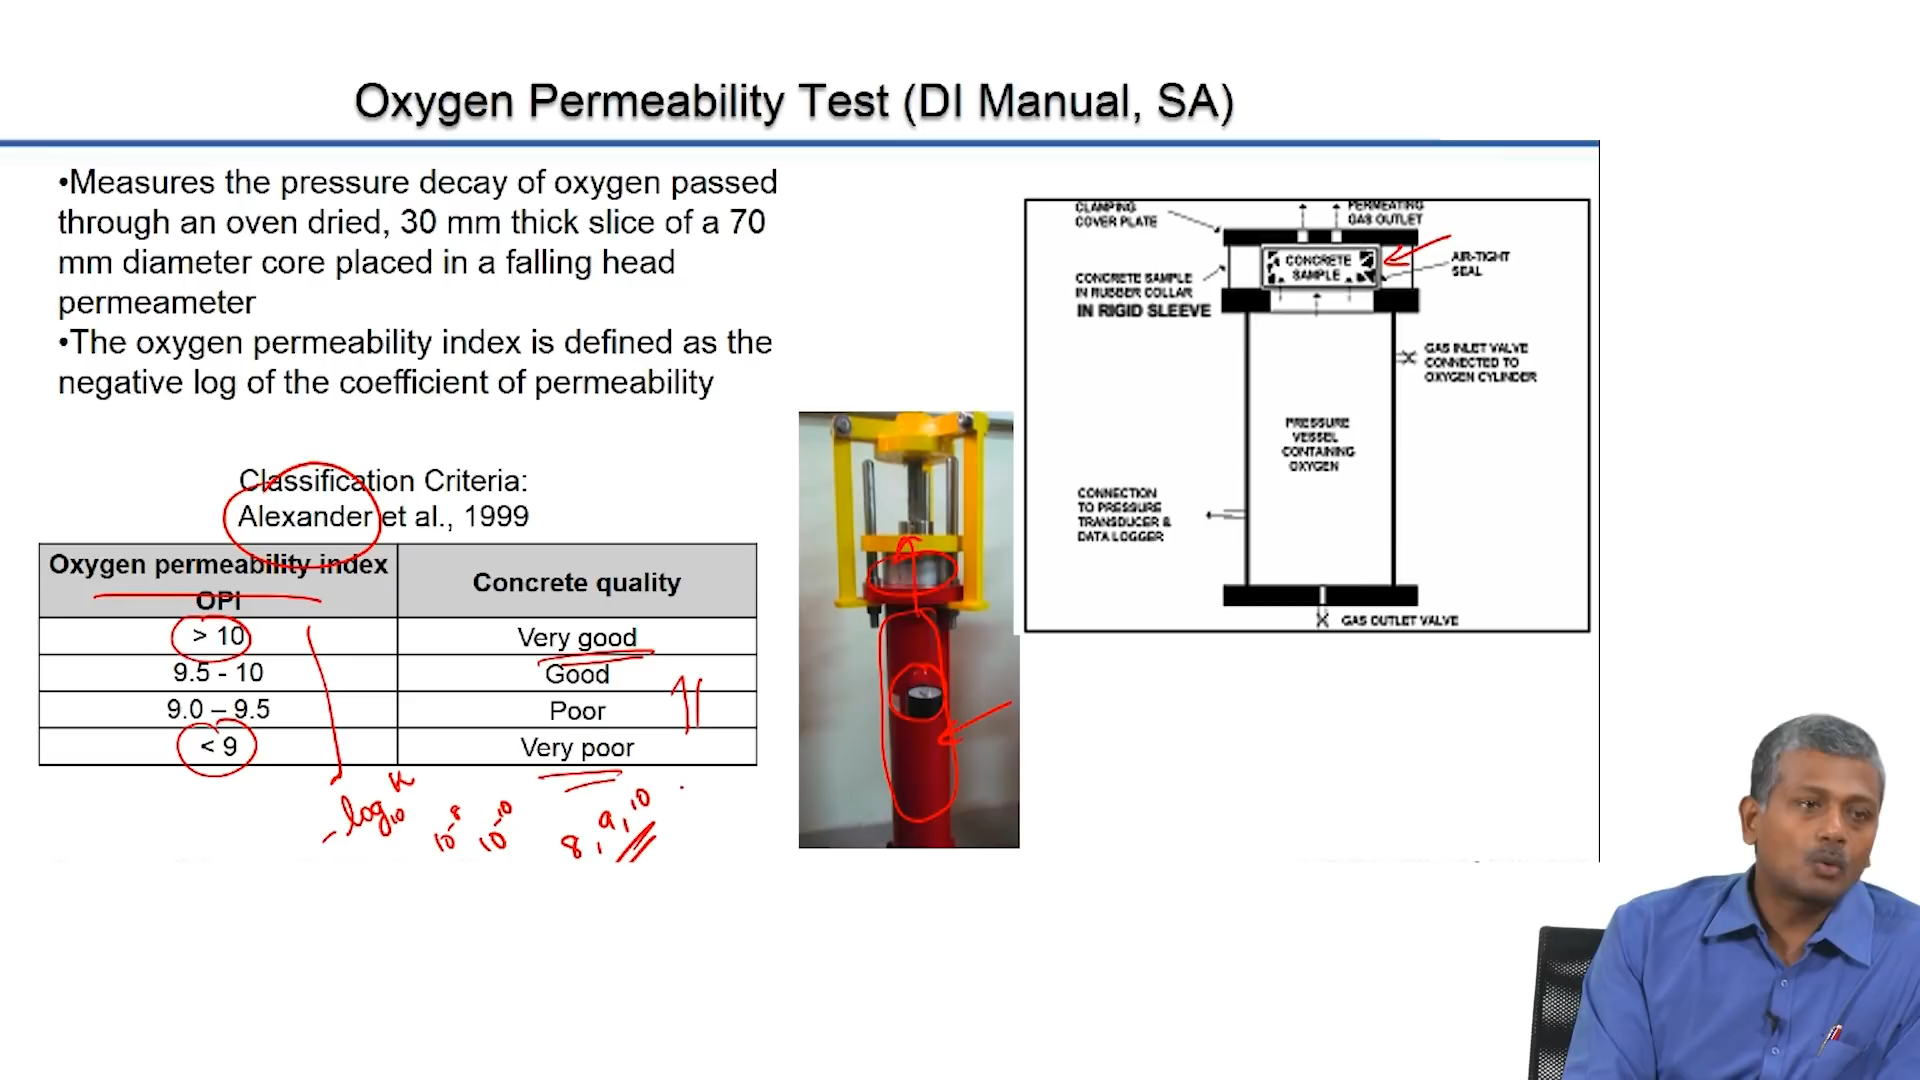 Oxygen Permeability Test (DI Manual, SA)
•Measures the pressure decay of oxygen passed
through an oven dried, 30 mm thick slice of a 70
mm diameter core placed in a falling head
permeameter
•The oxygen permeability index is defined as the
negative log of the coefficient of permeability
Classification Criteria:
Alexander et al., 1999
Oxygen permeability index
OPI
Concrete quality
> 10
Very good
9.5 - 10
Good
9.0 – 9.5
Poor
< 9
Very poor
- log10 K
10-8
10-10
8, 9, 10
CLAMPING
COVER PLATE
PERMEATING
GAS OUTLET
CONCRETE
SAMPLE
AIR-TIGHT
SEAL
CONCRETE SAMPLE
IN RUBBER COLLAR
IN RIGID SLEEVE
GAS INLET VALVE
CONNECTED TO
OXYGEN CYLINDER
PRESSURE
VESSEL
CONTAINING
OXYGEN
CONNECTION
TO PRESSURE
TRANSDUCER &
DATA LOGGER
GAS OUTLET VALVE